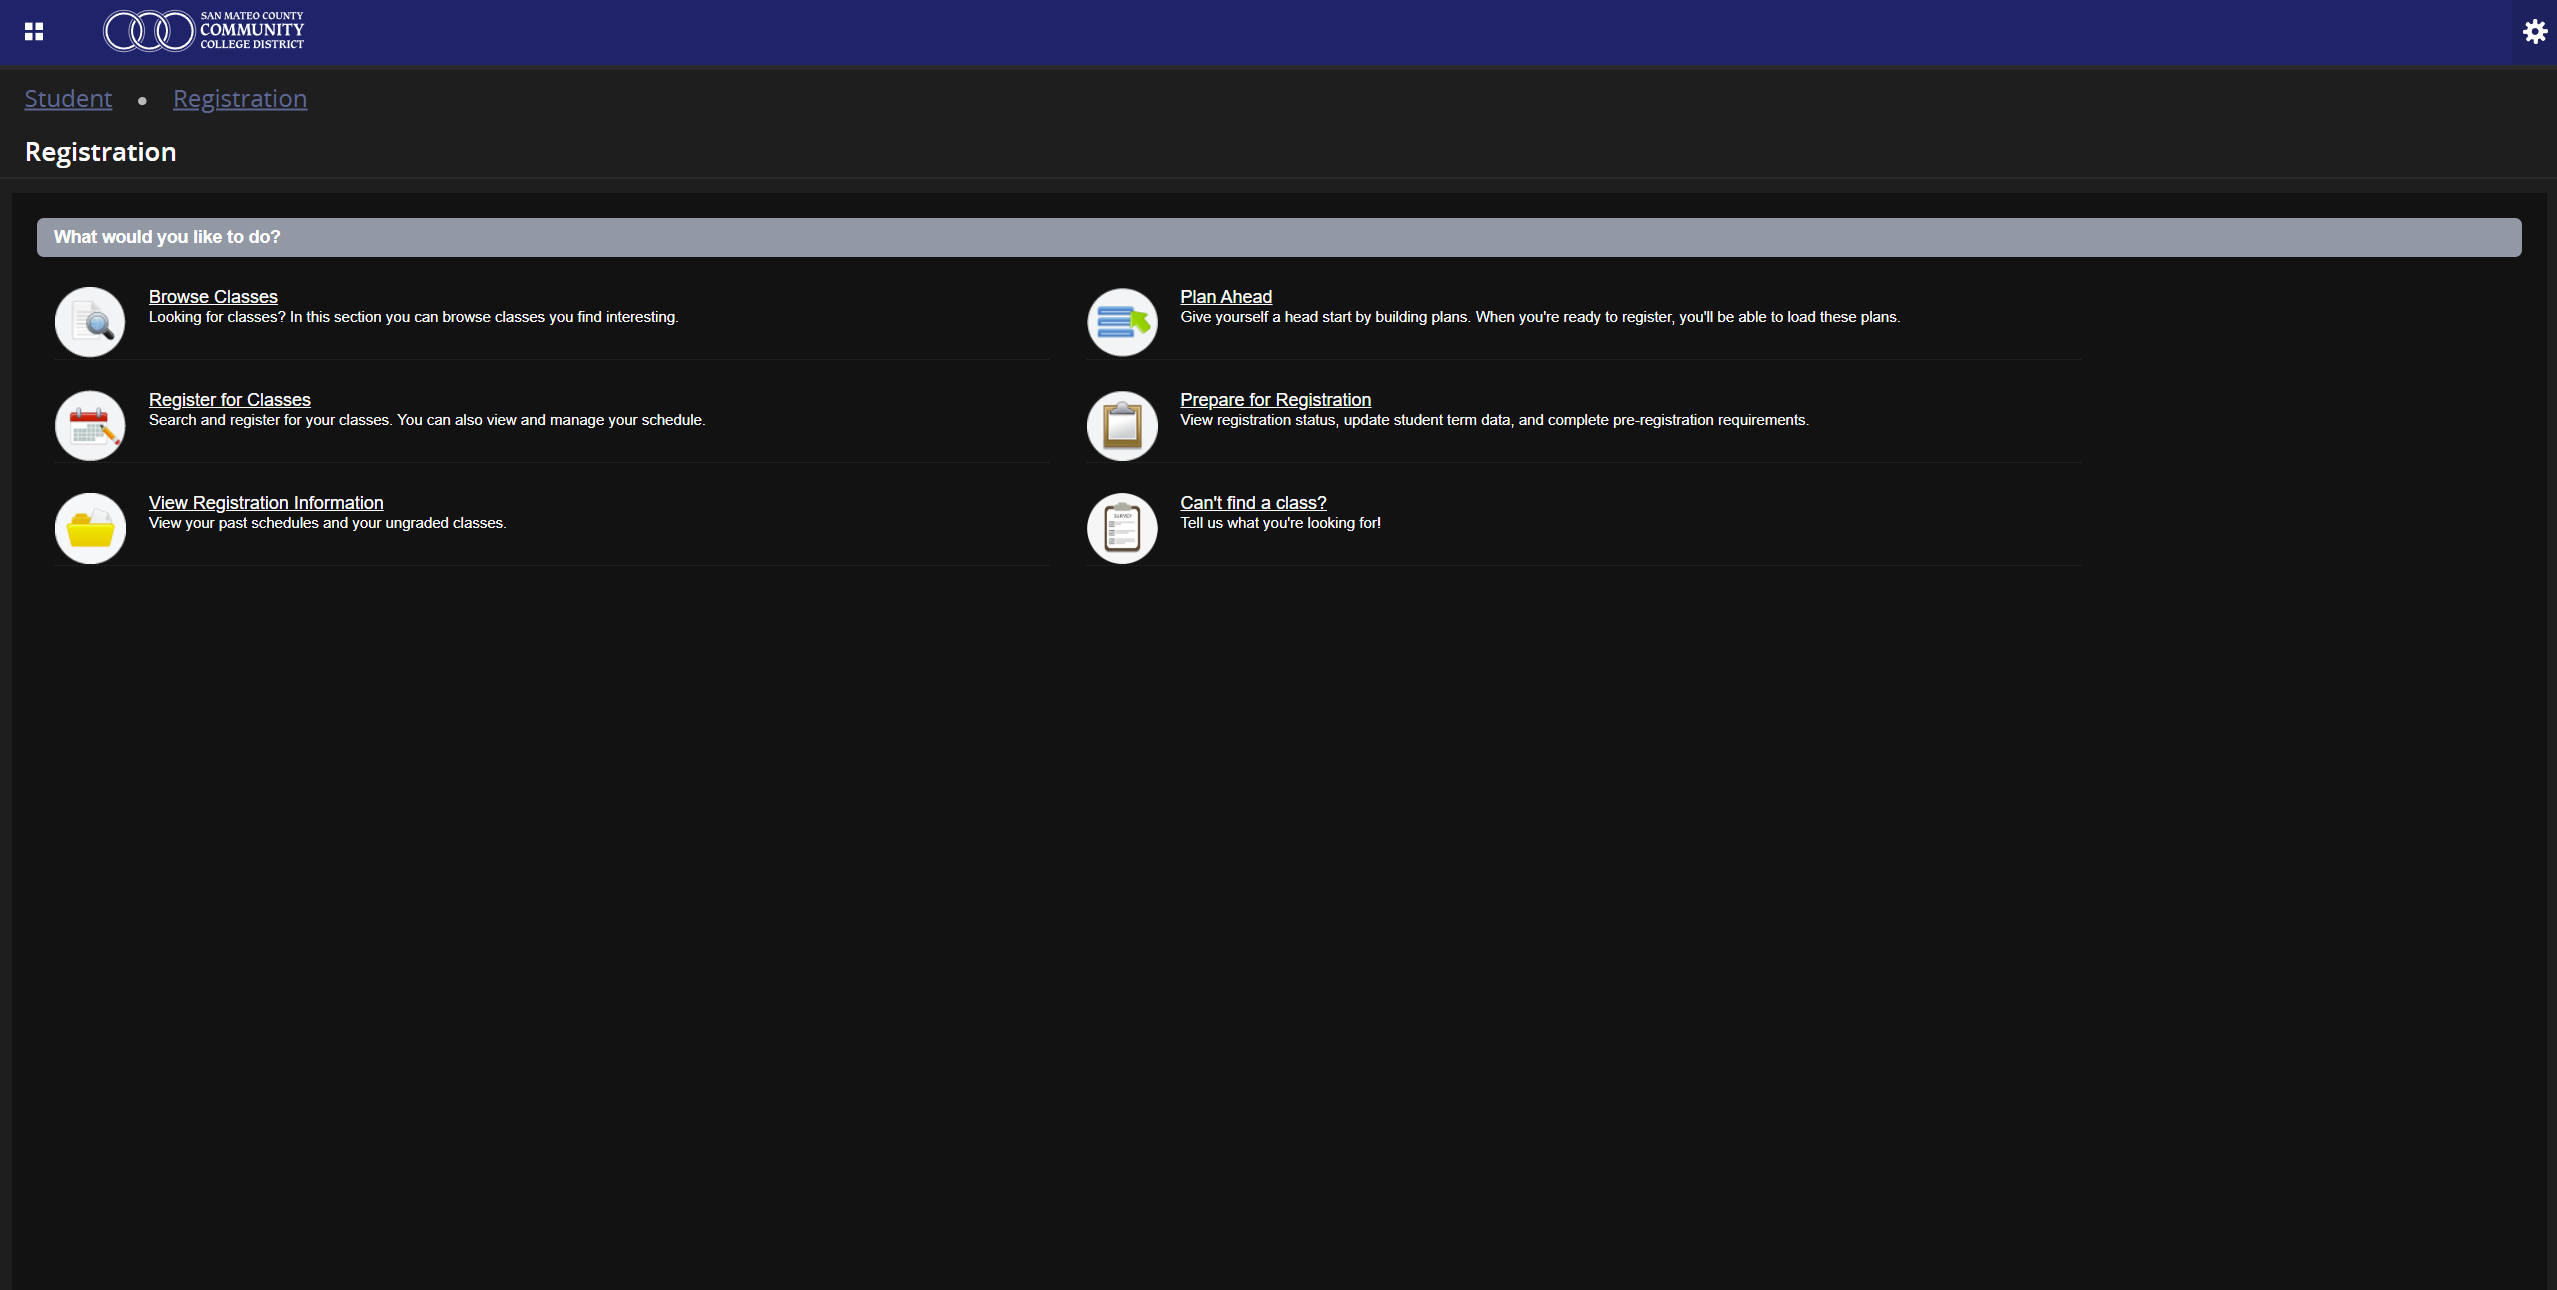 SAN MATEO COUNTY
COMMUNITY
COLLEGE DISTRICT
Student • Registration
Registration
What would you like to do?
Browse Classes
Looking for classes? In this section you can browse classes you find interesting.
Plan Ahead
Give yourself a head start by building plans. When you're ready to register, you'll be able to load these plans.
Register for Classes
Search and register for your classes. You can also view and manage your schedule.
Prepare for Registration
View registration status, update student term data, and complete pre-registration requirements.
View Registration Information
View your past schedules and your ungraded classes.
SURVEY
Can't find a class?
Tell us what you're looking for!